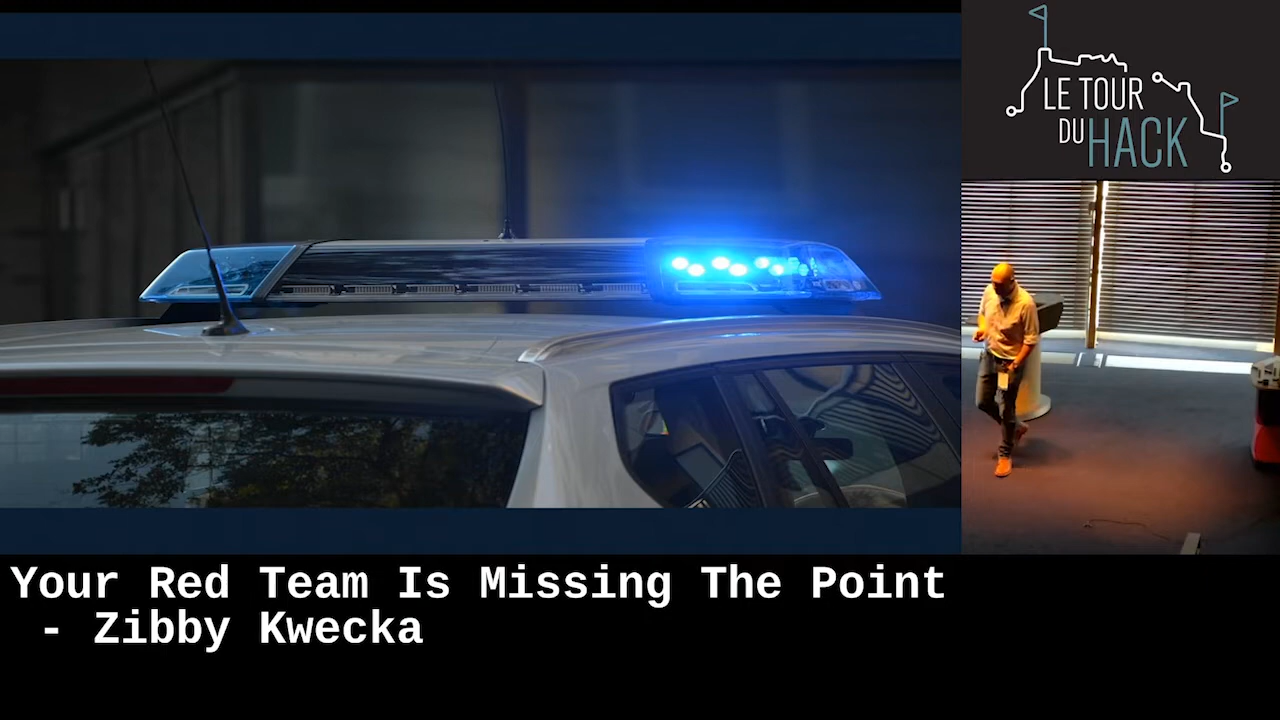 LE TOUR
DU HACK
Your Red Team Is Missing The Point
- Zibby Kwecka